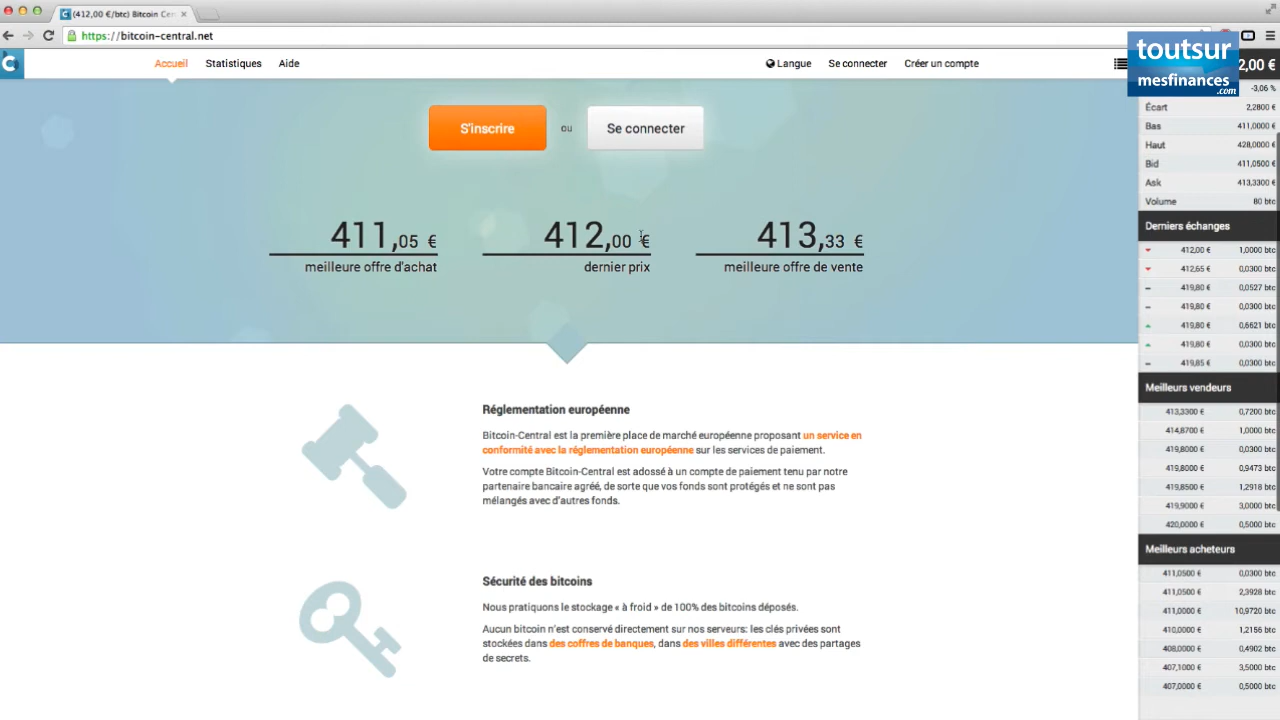 (412,00 €/btc) Bitcoin Cen
https://bitcoin-central.net
toutsur
mesfinances
.com
Accueil Statistiques Aide Langue Se connecter Créer un compte
2,00 €
-3,06 %
S'inscrire ou Se connecter
411,05 € 412,00 € 413,33 €
meilleure offre d'achat dernier prix meilleure offre de vente
Réglementation européenne
Bitcoin-Central est la première place de marché européenne proposant un service en
conformité avec la réglementation européenne sur les services de paiement.
Votre compte Bitcoin-Central est adossé à un compte de paiement tenu par notre
partenaire bancaire agréé, de sorte que vos fonds sont protégés et ne sont pas
mélangés avec d'autres fonds.
Sécurité des bitcoins
Nous pratiquons le stockage « à froid » de 100% des bitcoins déposés.
Aucun bitcoin n'est conservé directement sur nos serveurs: les clés privées sont
stockées dans des coffres de banques, dans des villes différentes avec des partages
de secrets.
Écart 2,2800 €
Bas 411,0000 €
Haut 428,0000 €
Bid 411,0500 €
Ask 413,3300 €
Volume 80 btc
Derniers échanges
412,00 € 1,0000 btc
412,65 € 0,0300 btc
419,80 € 0,0527 btc
419,80 € 0,0300 btc
419,80 € 0,6621 btc
419,80 € 0,0300 btc
419,85 € 0,0300 btc
Meilleurs vendeurs
413,3300 € 0,7200 btc
414,8700 € 1,0000 btc
419,8000 € 0,0300 btc
419,8000 € 0,9473 btc
419,8500 € 1,2918 btc
419,9000 € 3,0000 btc
420,0000 € 0,5000 btc
Meilleurs acheteurs
411,0500 € 0,0300 btc
411,0500 € 2,3928 btc
411,0000 € 10,9720 btc
410,0000 € 1,2156 btc
408,0000 € 0,4902 btc
407,1000 € 3,5000 btc
407,0000 € 0,5000 btc